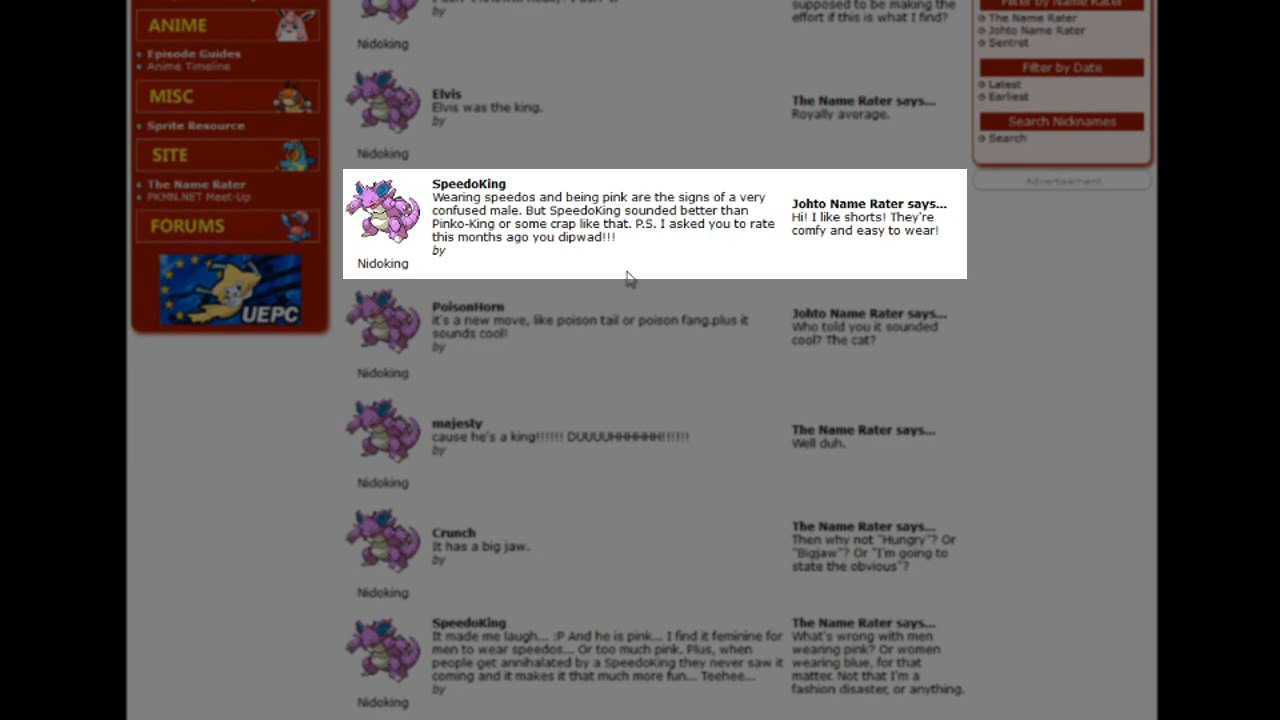 ANIME
Episode Guides
Anime Timeline
MISC
Sprite Resource
SITE
The Name Rater
PKMN.NET Meet-Up
FORUMS
UEPC
by
Nidoking
supposed to be making the
effort if this is what I find?
Elvis
Elvis was the king.
by
Nidoking
The Name Rater says...
Royally average.
SpeedoKing
Wearing speedos and being pink are the signs of a very
confused male. But SpeedoKing sounded better than
Pinko-King or some crap like that. P.S. I asked you to rate
this months ago you dipwad!!!
by
Nidoking
Johto Name Rater says...
Hi! I like shorts! They're
comfy and easy to wear!
PoisonHorn
it's a new move, like poison tail or poison fang.plus it
sounds cool!
by
Nidoking
Johto Name Rater says...
Who told you it sounded
cool? The cat?
majesty
cause he's a king!!!!!! DUUUUHHHHHH!!!!!!
by
Nidoking
The Name Rater says...
Well duh.
Crunch
It has a big jaw.
by
Nidoking
The Name Rater says...
Then why not "Hungry"? Or
"Bigjaw"? Or "I'm going to
state the obvious"?
SpeedoKing
It made me laugh... :P And he is pink... I find it feminine for
men to wear speedos... Or too much pink. Plus, when
people get annihalated by a SpeedoKing they never saw it
coming and it makes it that much more fun... Teehee...
by
Nidoking
The Name Rater says...
What's wrong with men
wearing pink? Or women
wearing blue, for that
matter. Not that I'm a
fashion disaster, or anything.
Filter by Name Rater
The Name Rater
Johto Name Rater
Sentret
Filter by Date
Latest
Earliest
Search Nicknames
Search
Advertisement